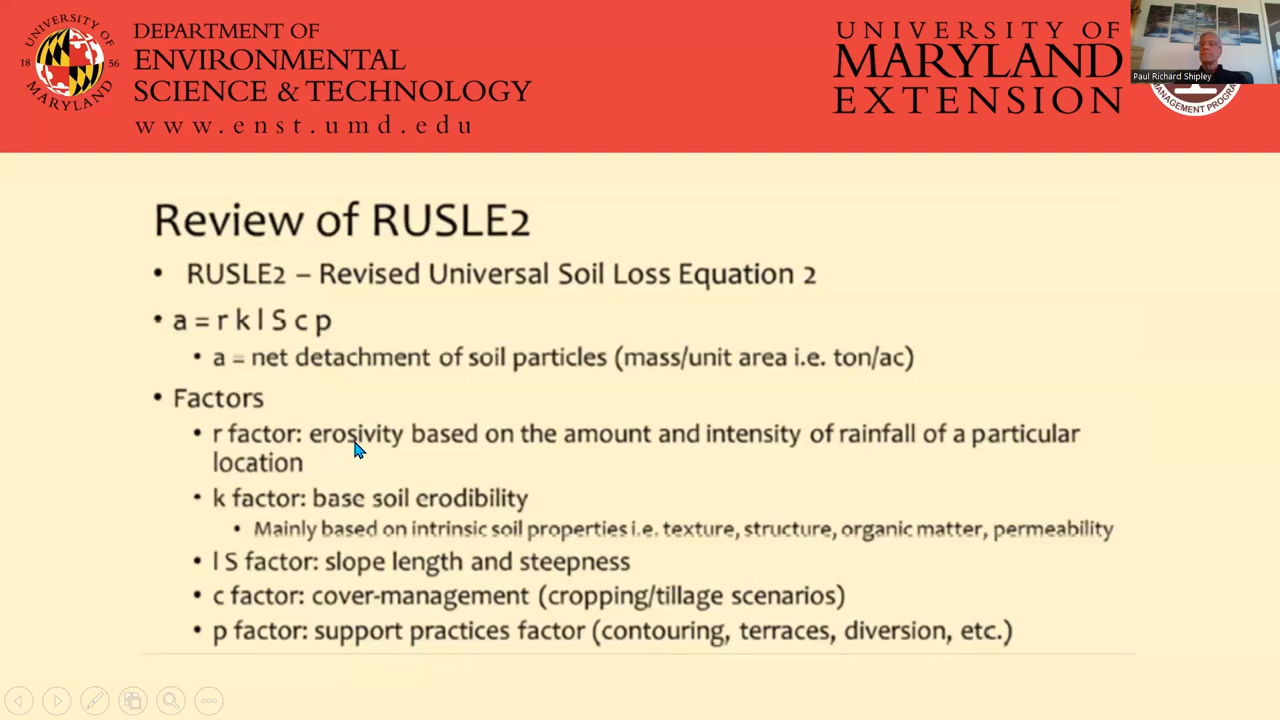 UNIVERSITY OF
18 56
MARYLAND
DEPARTMENT OF
ENVIRONMENTAL
SCIENCE & TECHNOLOGY
www.enst.umd.edu
UNIVERSITY OF
MARYLAND
EXTENSION
Paul Richard Shipley
MANAGEMENT PROGR
Review of RUSLE2
• RUSLE2 – Revised Universal Soil Loss Equation 2
• a = r k l S c p
• a = net detachment of soil particles (mass/unit area i.e. ton/ac)
• Factors
• r factor: erosivity based on the amount and intensity of rainfall of a particular
location
• k factor: base soil erodibility
• Mainly based on intrinsic soil properties i.e. texture, structure, organic matter, permeability
• l S factor: slope length and steepness
• c factor: cover-management (cropping/tillage scenarios)
• p factor: support practices factor (contouring, terraces, diversion, etc.)